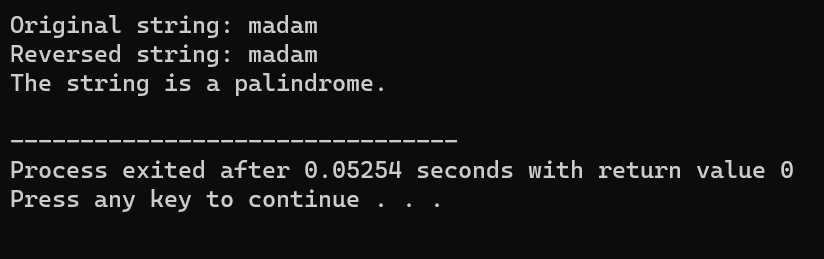 Original string: madam
Reversed string: madam
The string is a palindrome.
--------------------------------
Process exited after 0.05254 seconds with return value 0
Press any key to continue . . .